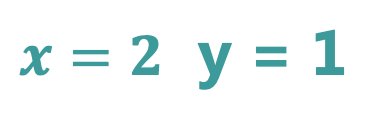 x = 2 y = 1